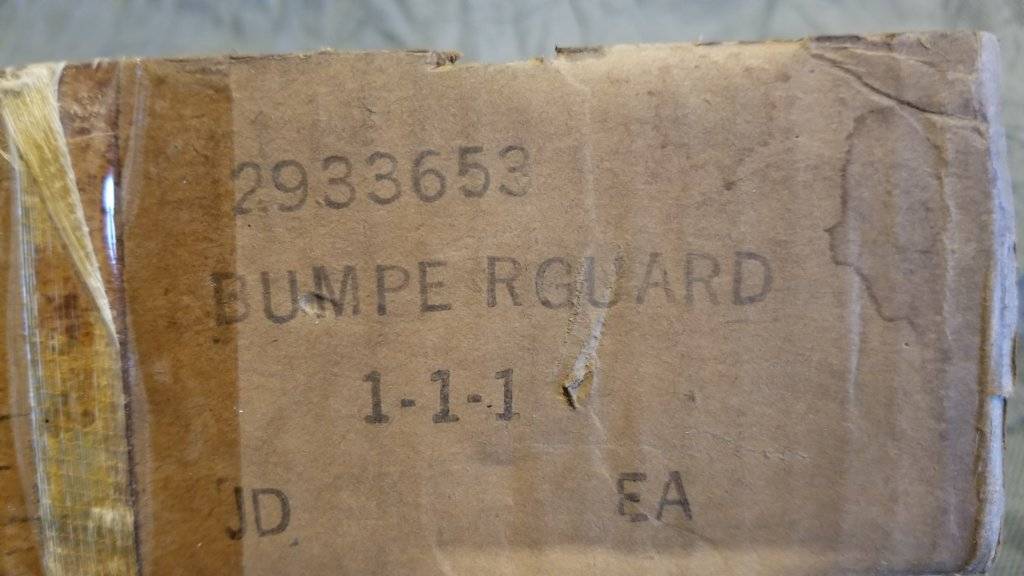 2933653
BUMPE RGUARD
1-1-1
JD EA